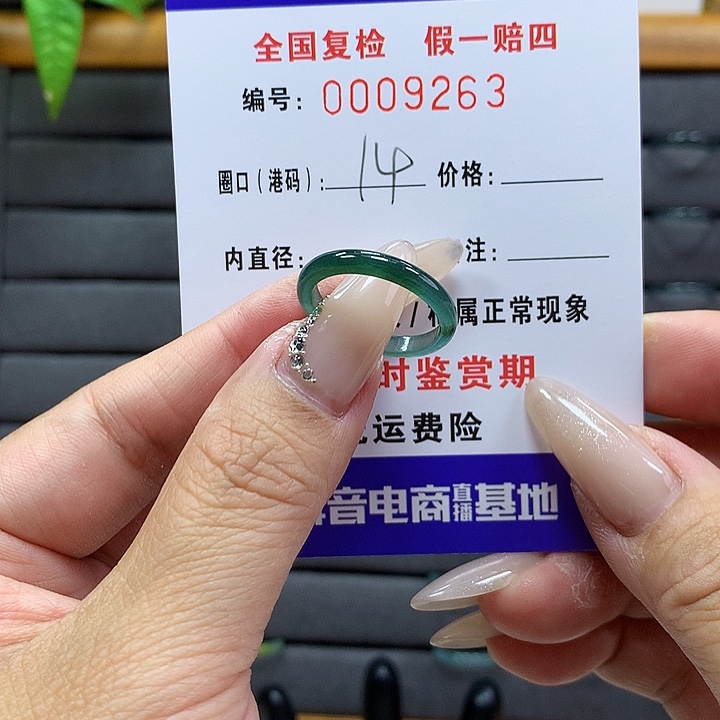 全国复检 假一赔四
编号: 0009263
圈口(港码): 14 价格:
内直径: 注:
属正常现象
时鉴赏期
运费险
音电商直播基地